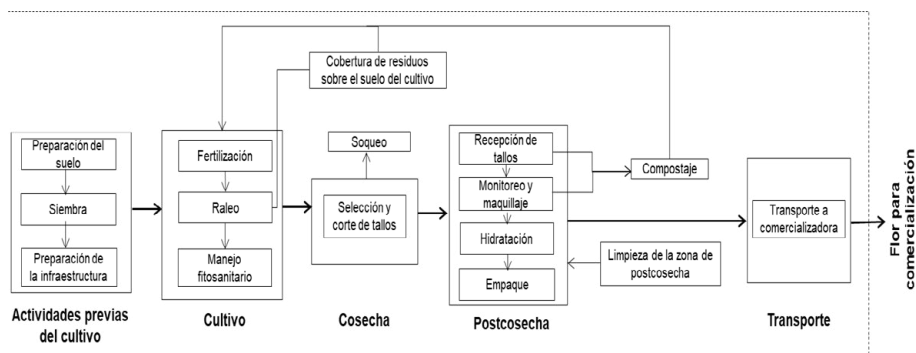 Cobertura de residuos
sobre el suelo del cultivo
Preparación del
suelo
Siembra
Preparación de
la infraestructura
Actividades previas
del cultivo
Fertilización
Raleo
Manejo
fitosanitario
Cultivo
Soqueo
Selección y
corte de tallos
Cosecha
Recepción de
tallos
Monitoreo y
maquillaje
Hidratación
Empaque
Postcosecha
Compostaje
Limpieza de la zona de
postcosecha
Transporte a
comercializadora
Transporte
Flor para
comercialización